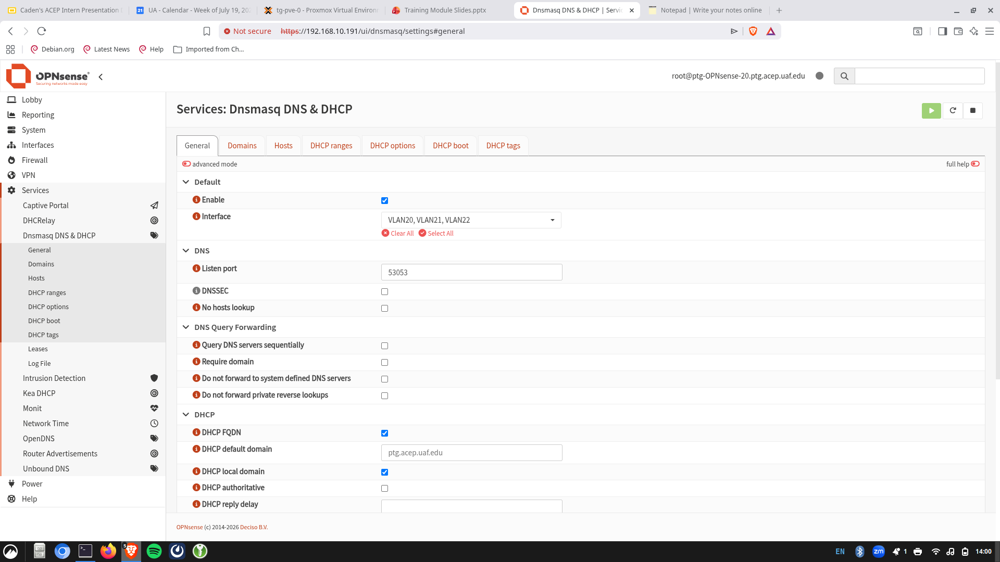 Caden's ACEP Intern Presentation
UA - Calendar - Week of July 19, 202
tg-pve-0 - Proxmox Virtual Environ
Training Module Slides.pptx
Dnsmasq DNS & DHCP | Servic
Notepad | Write your notes online
Not secure
https://192.168.10.191/ui/dnsmasq/settings#general
Debian.org
Latest News
Help
Imported from Ch...
OPNsense
Securing networks made easy
root@ptg-OPNsense-20.ptg.acep.uaf.edu
Lobby
Reporting
System
Interfaces
Firewall
VPN
Services
Captive Portal
DHCRelay
Dnsmasq DNS & DHCP
General
Domains
Hosts
DHCP ranges
DHCP options
DHCP boot
DHCP tags
Leases
Log File
Intrusion Detection
Kea DHCP
Monit
Network Time
OpenDNS
Router Advertisements
Unbound DNS
Power
Help
Services: Dnsmasq DNS & DHCP
General
Domains
Hosts
DHCP ranges
DHCP options
DHCP boot
DHCP tags
advanced mode
full help
Default
Enable
Interface
VLAN20, VLAN21, VLAN22
Clear All
Select All
DNS
Listen port
53053
DNSSEC
No hosts lookup
DNS Query Forwarding
Query DNS servers sequentially
Require domain
Do not forward to system defined DNS servers
Do not forward private reverse lookups
DHCP
DHCP FQDN
DHCP default domain
ptg.acep.uaf.edu
DHCP local domain
DHCP authoritative
DHCP reply delay
OPNsense (c) 2014-2026 Deciso B.V.
5
EN
zm
1
14:00